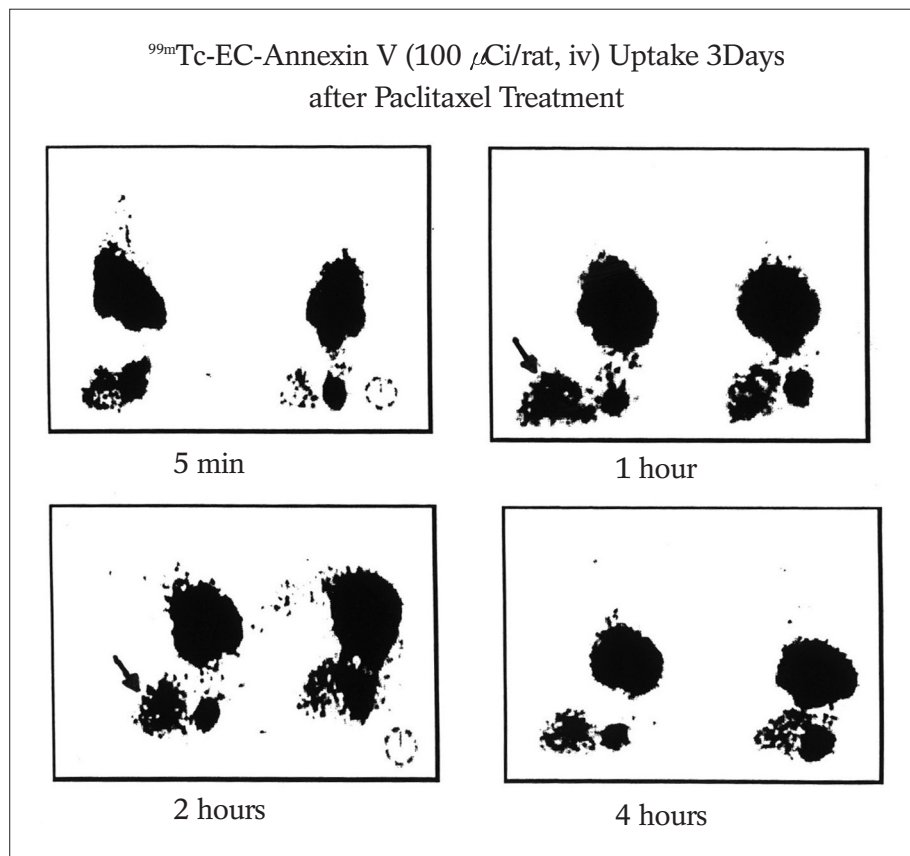 ⁹⁹ᵐTc-EC-Annexin V (100 μCi/rat, iv) Uptake 3Days
after Paclitaxel Treatment
5 min
1 hour
2 hours
4 hours